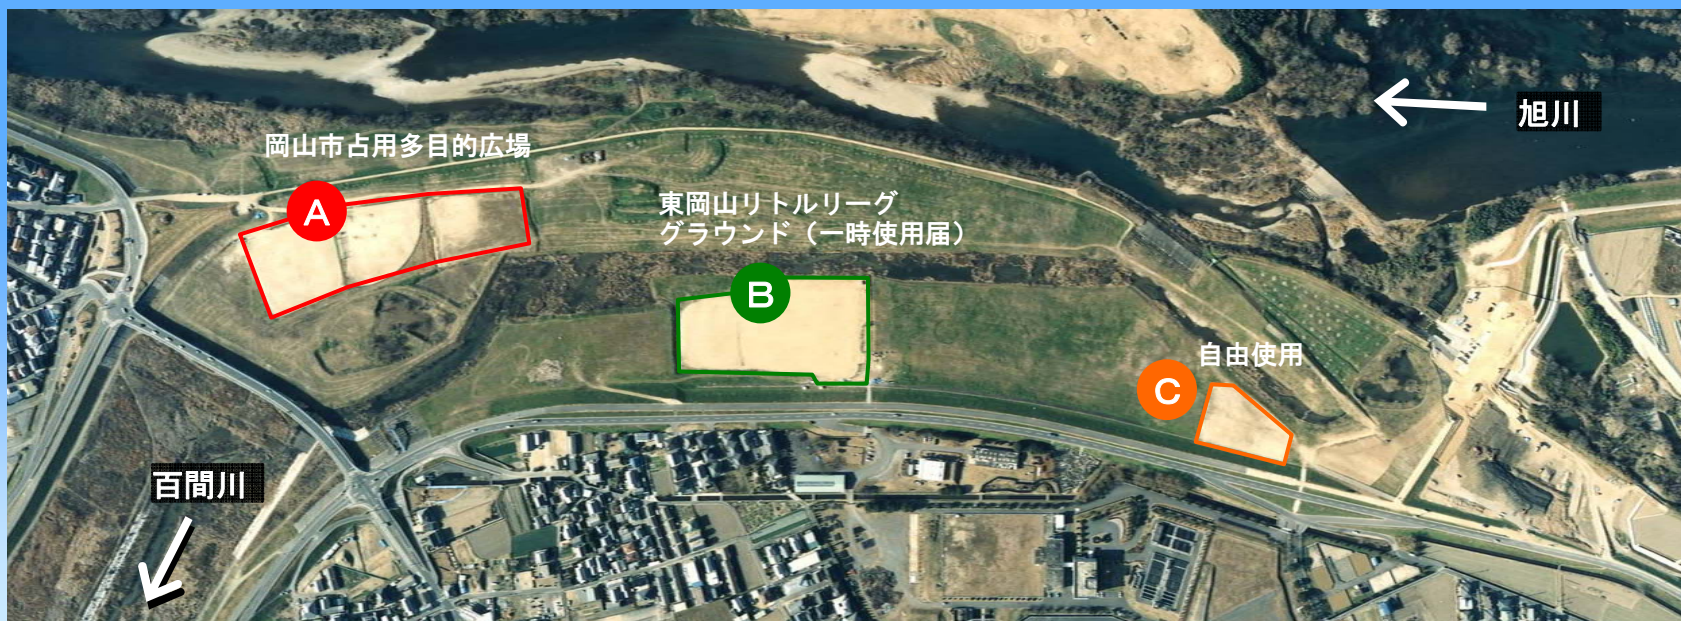 旭川
岡山市占用多目的広場
A
東岡山リトルリーグ
グラウンド（一時使用届）
B
自由使用
C
百間川